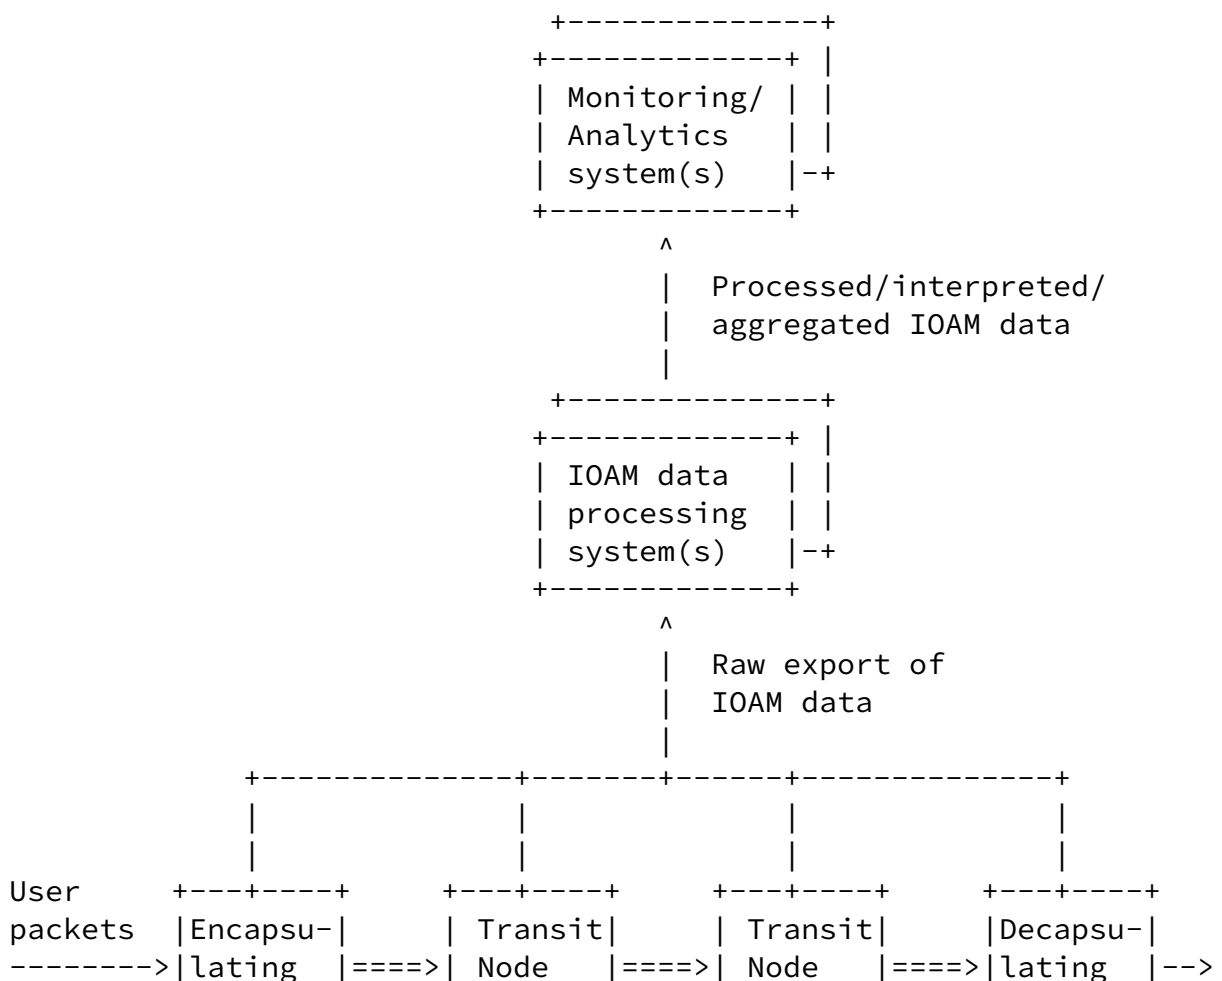 Monitoring/
Analytics
system(s)
Processed/interpreted/
aggregated IOAM data
IOAM data
processing
system(s)
Raw export of
IOAM data
User
packets |Encapsu-| | Transit| | Transit| |Decapsu-|
-------->|lating |====>| Node |====>| Node |====>|lating |-->